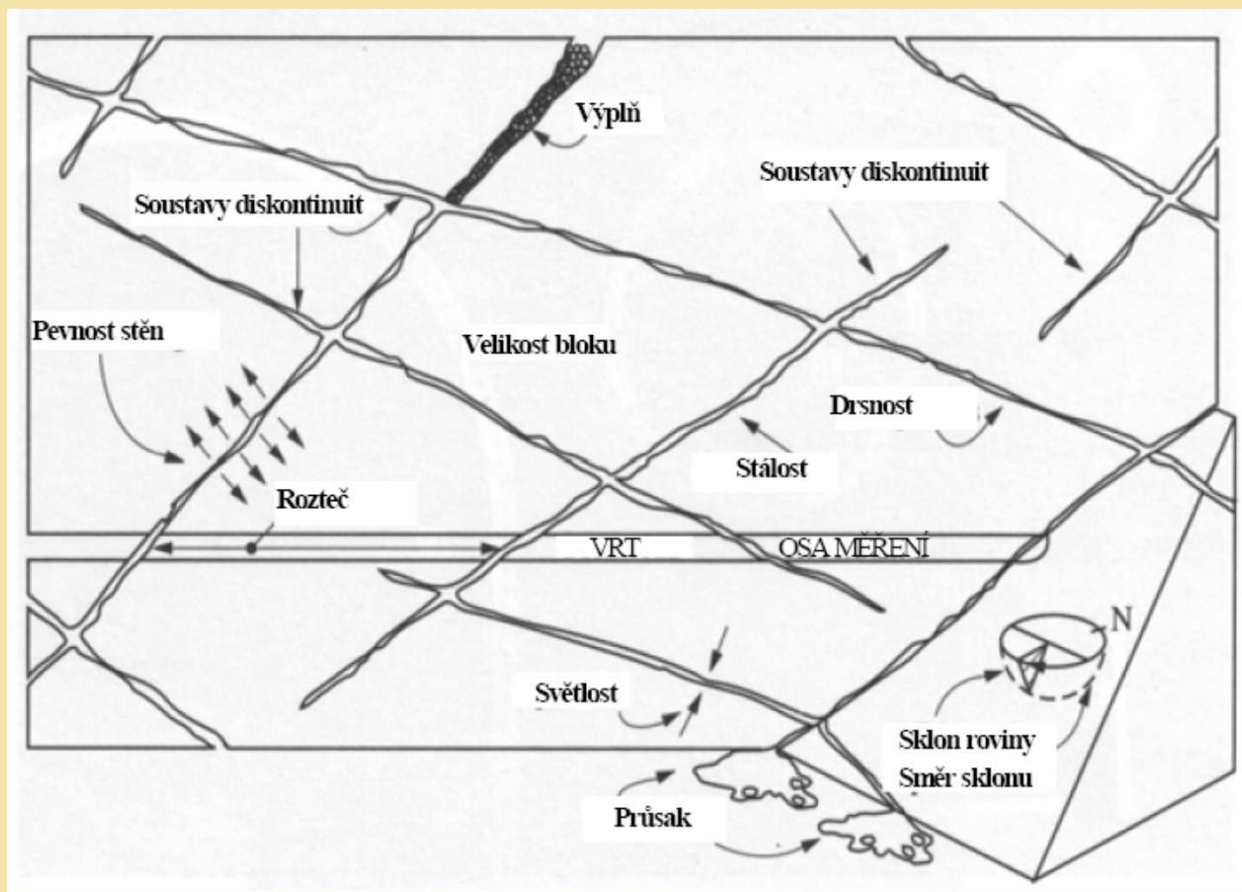 Výplň
Soustavy diskontinuit
Soustavy diskontinuit
Pevnost stěn
Velikost bloku
Drsnost
Stálost
Rozteč
VRT
OSA MĚŘENÍ
N
Světlost
Sklon roviny
Směr sklonu
Průsak